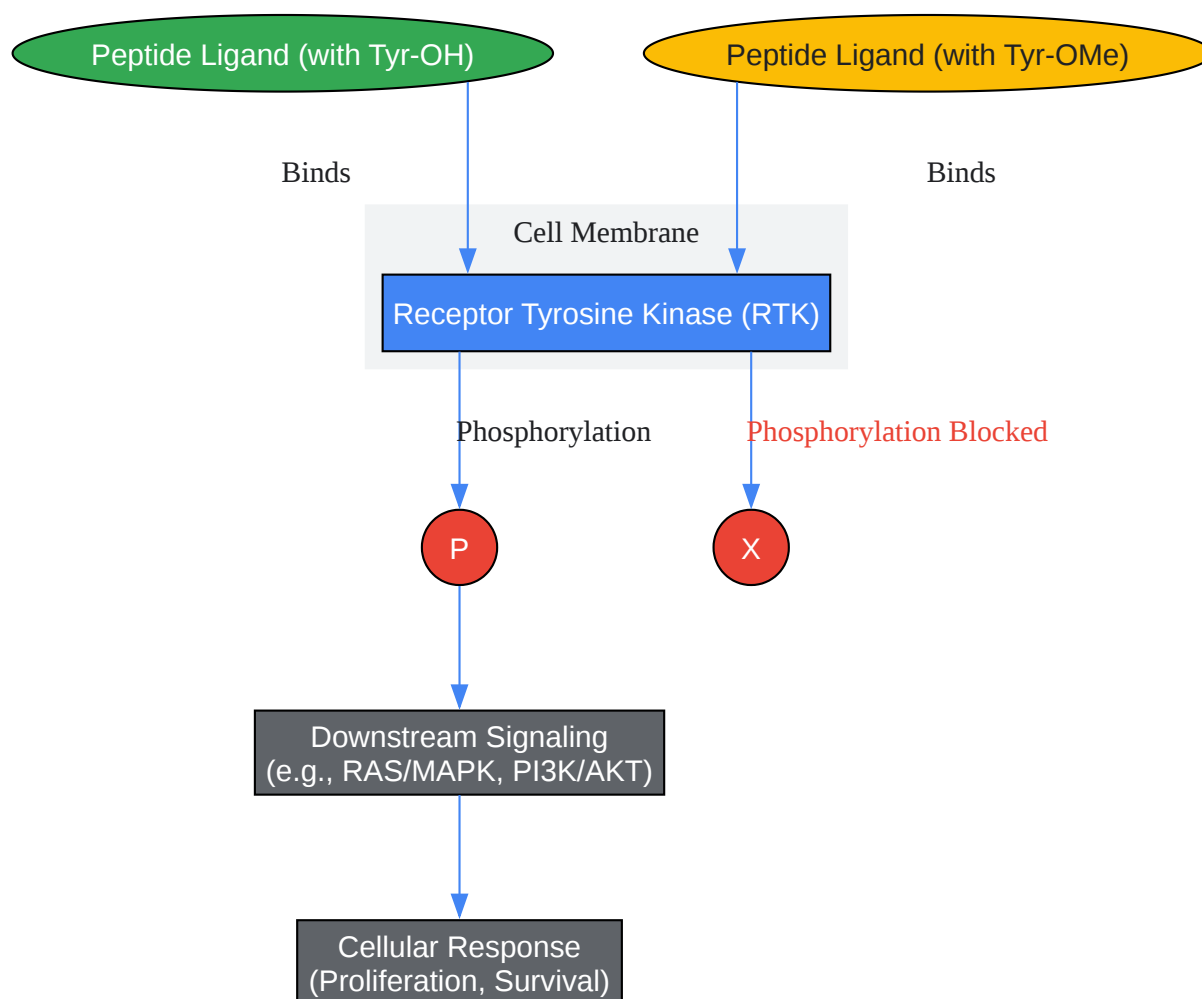 Peptide Ligand (with Tyr-OH)
Peptide Ligand (with Tyr-OMe)
Binds
Binds
Cell Membrane
Receptor Tyrosine Kinase (RTK)
Phosphorylation
Phosphorylation Blocked
P
X
Downstream Signaling
(e.g., RAS/MAPK, PI3K/AKT)
Cellular Response
(Proliferation, Survival)